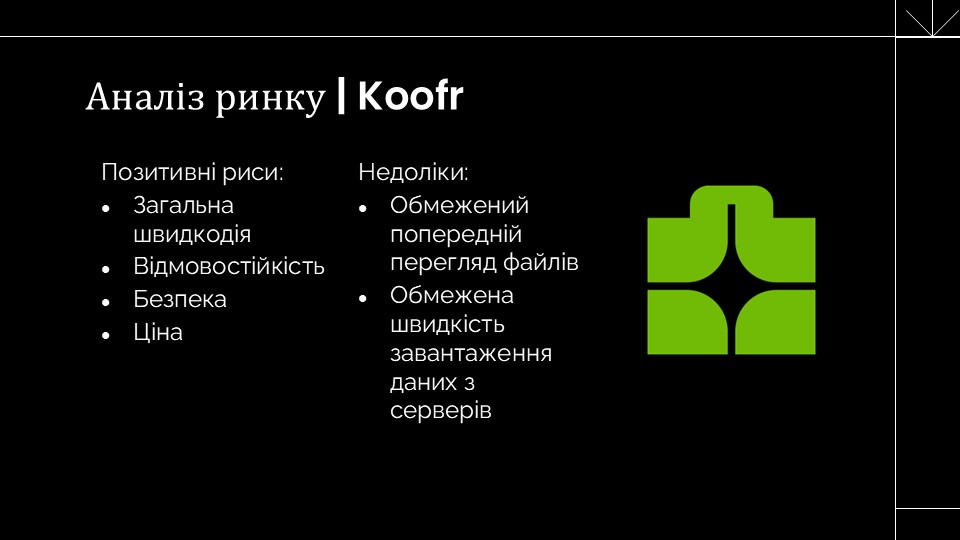 Аналіз ринку | Koofr
Позитивні риси:
● Загальна
швидкодія
● Відмовостійкість
● Безпека
● Ціна
Недоліки:
● Обмежений
попередній
перегляд файлів
● Обмежена
швидкість
завантаження
даних з
серверів